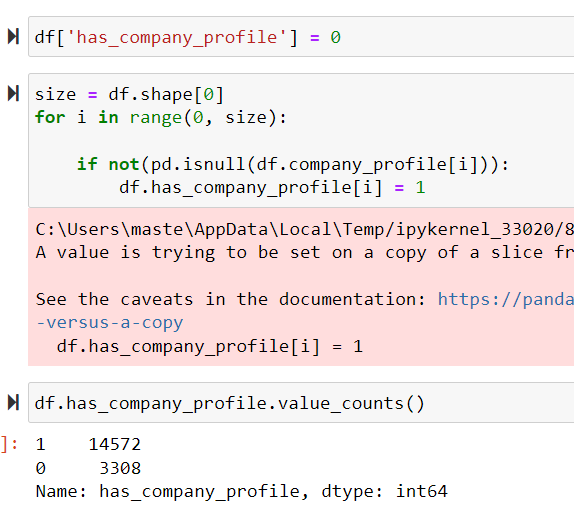 df['has_company_profile'] = 0
size = df.shape[0]
for i in range(0, size):
    if not(pd.isnull(df.company_profile[i])):
        df.has_company_profile[i] = 1
C:\Users\maste\AppData\Local\Temp/ipykernel_33020/8
A value is trying to be set on a copy of a slice fr
See the caveats in the documentation: https://panda
-versus-a-copy
  df.has_company_profile[i] = 1
df.has_company_profile.value_counts()
]: 1    14572
0     3308
Name: has_company_profile, dtype: int64